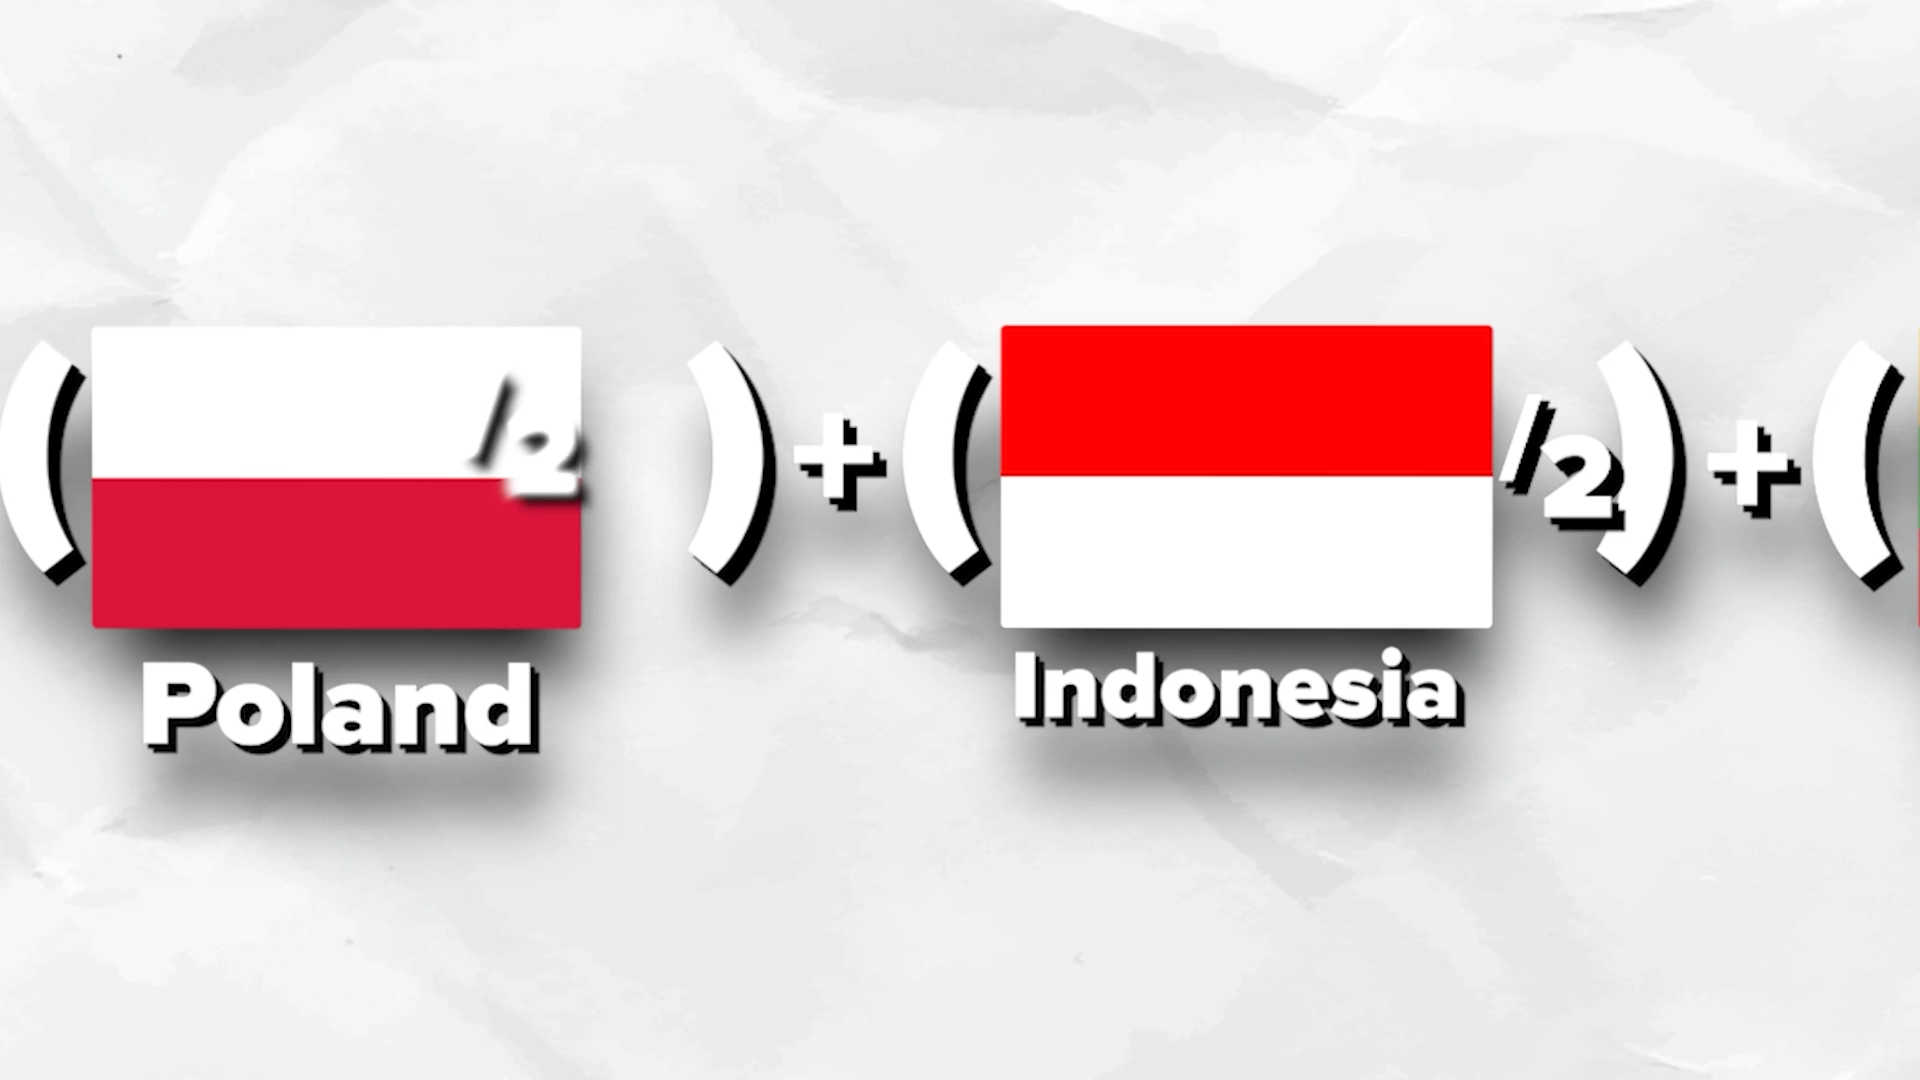 ( /2 ) + ( /2 ) + (
Poland Indonesia